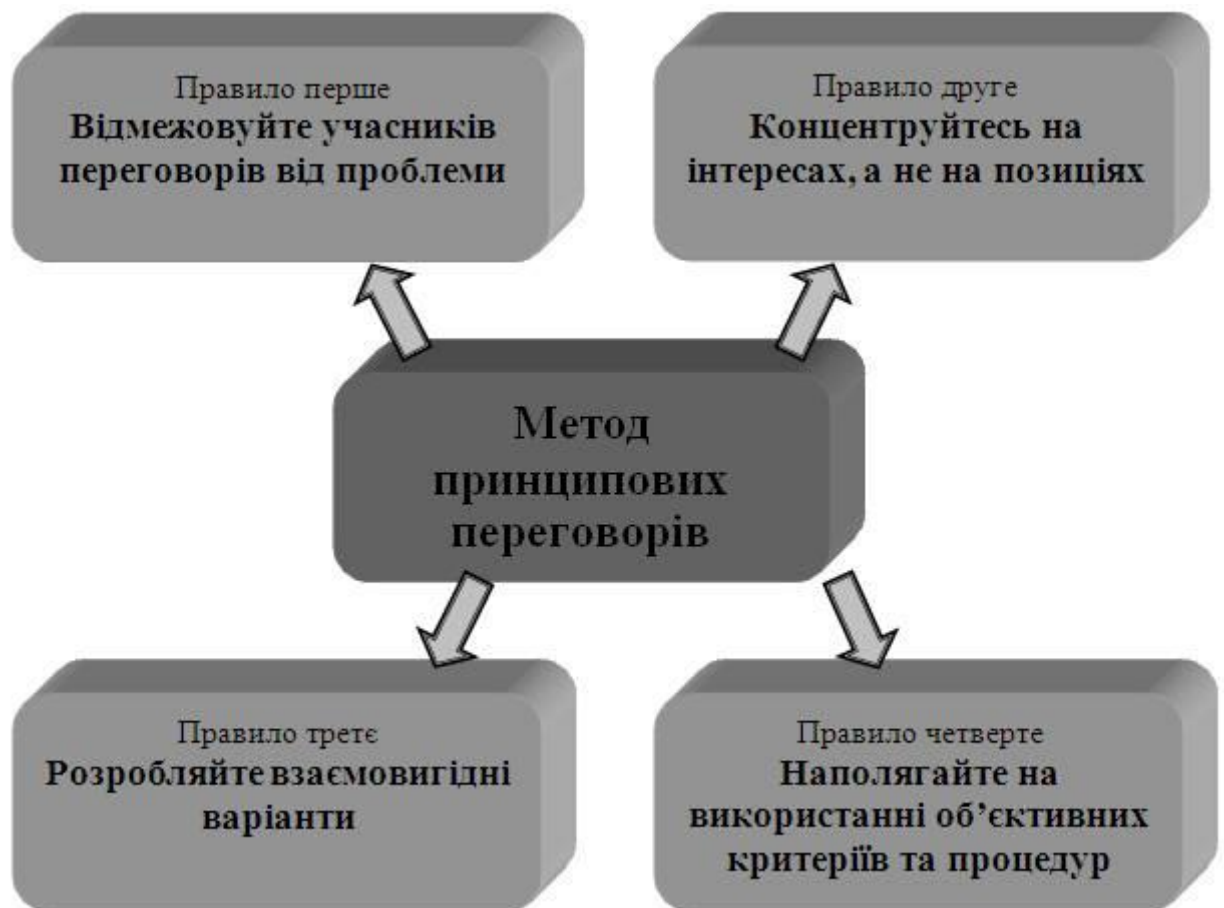 Правило перше
Відмежовуйте учасників
переговорів від проблеми
Правило друге
Концентруйтесь на
інтересах, а не на позиціях
Метод
принципових
переговорів
Правило третє
Розробляйте взаємовигідні
варіанти
Правило четверте
Наполягайте на
використанні об’єктивних
критеріїв та процедур